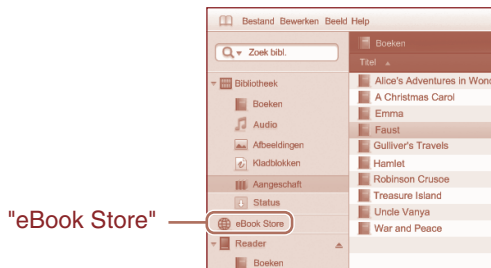 Bestand Bewerken Beeld Help
Zoek bibl.
Bibliotheek
Boeken
Audio
Afbeeldingen
Kladblokken
Aangeschaft
Status
eBook Store
Reader
Boeken
"eBook Store"
Boeken
Titel
Alice's Adventures in Wond
A Christmas Carol
Emma
Faust
Gulliver's Travels
Hamlet
Robinson Crusoe
Treasure Island
Uncle Vanya
War and Peace